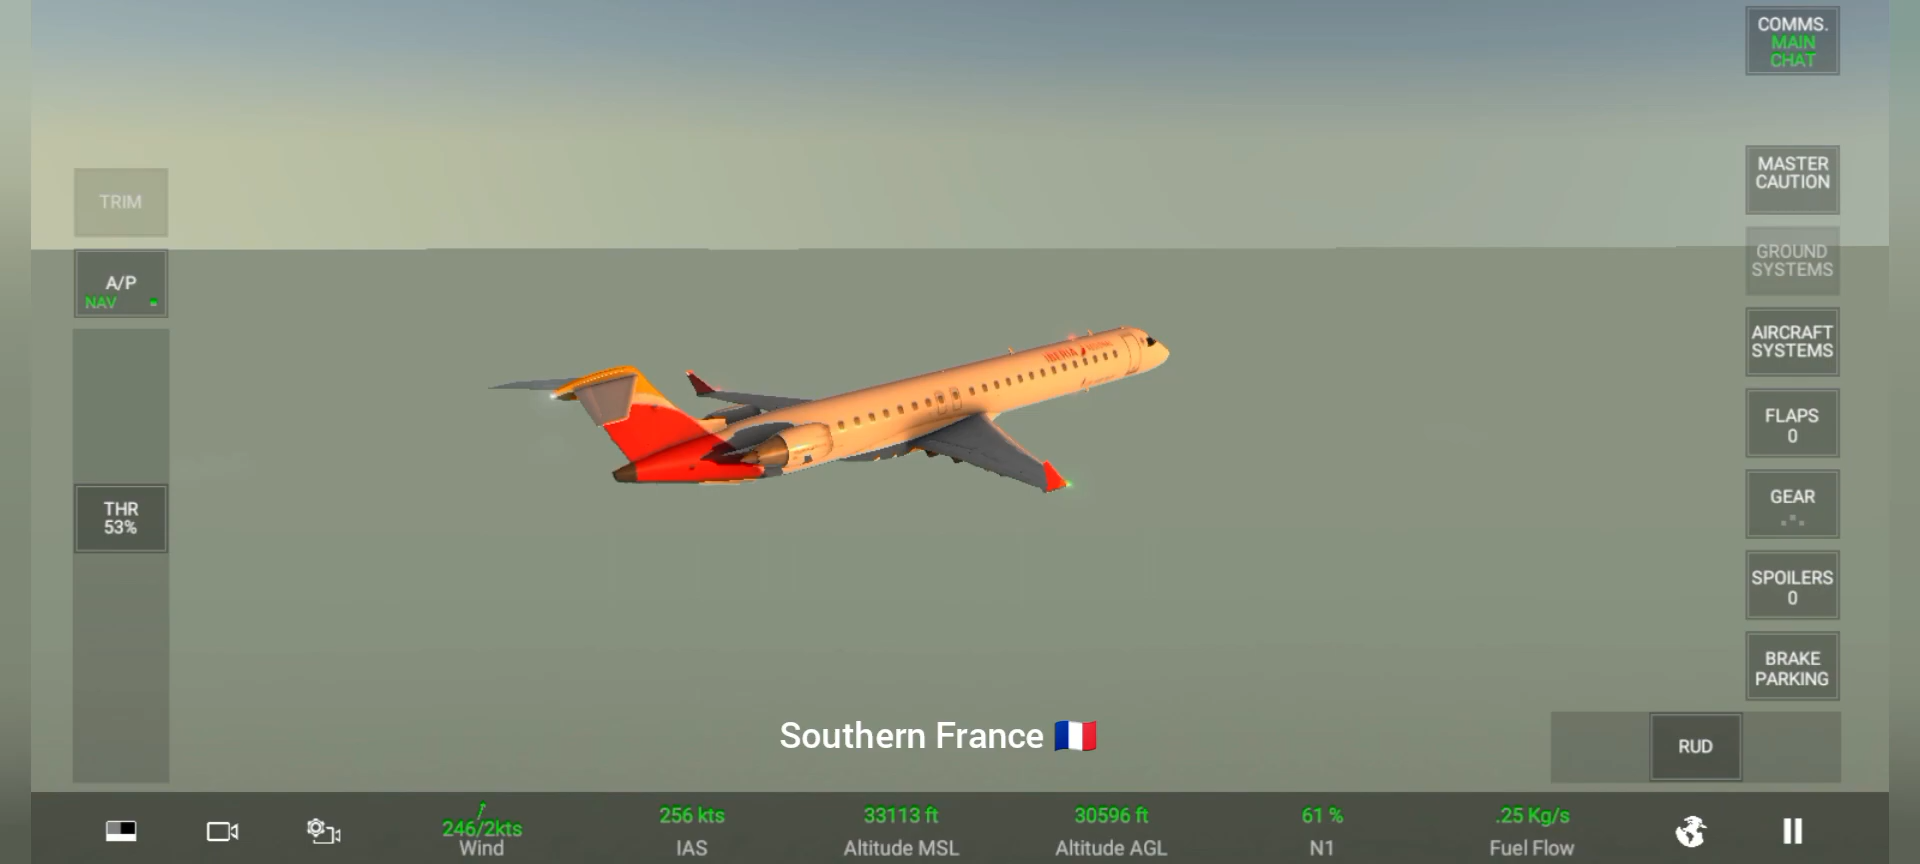 COMMS.
MAIN
CHAT
MASTER
CAUTION
TRIM
GROUND
SYSTEMS
A/P
NAV
AIRCRAFT
SYSTEMS
IBERIA
FLAPS
0
THR
53%
GEAR
SPOILERS
0
BRAKE
PARKING
Southern France 🇫🇷
RUD
246/2kts
Wind
256 kts
IAS
33113 ft
Altitude MSL
30596 ft
Altitude AGL
61 %
N1
.25 Kg/s
Fuel Flow